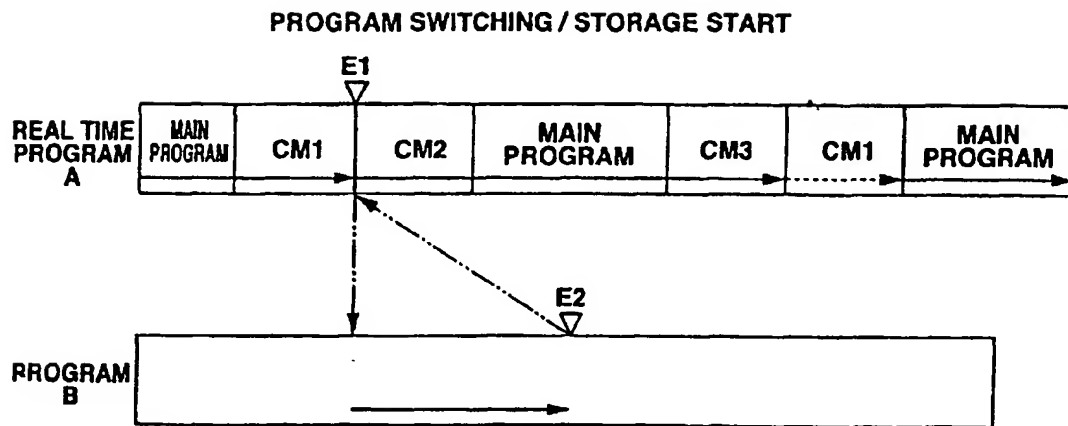 PROGRAM SWITCHING / STORAGE START
E1
REAL TIME
PROGRAM
A
MAIN
PROGRAM
CM1
CM2
MAIN
PROGRAM
CM3
CM1
MAIN
PROGRAM
E2
PROGRAM
B